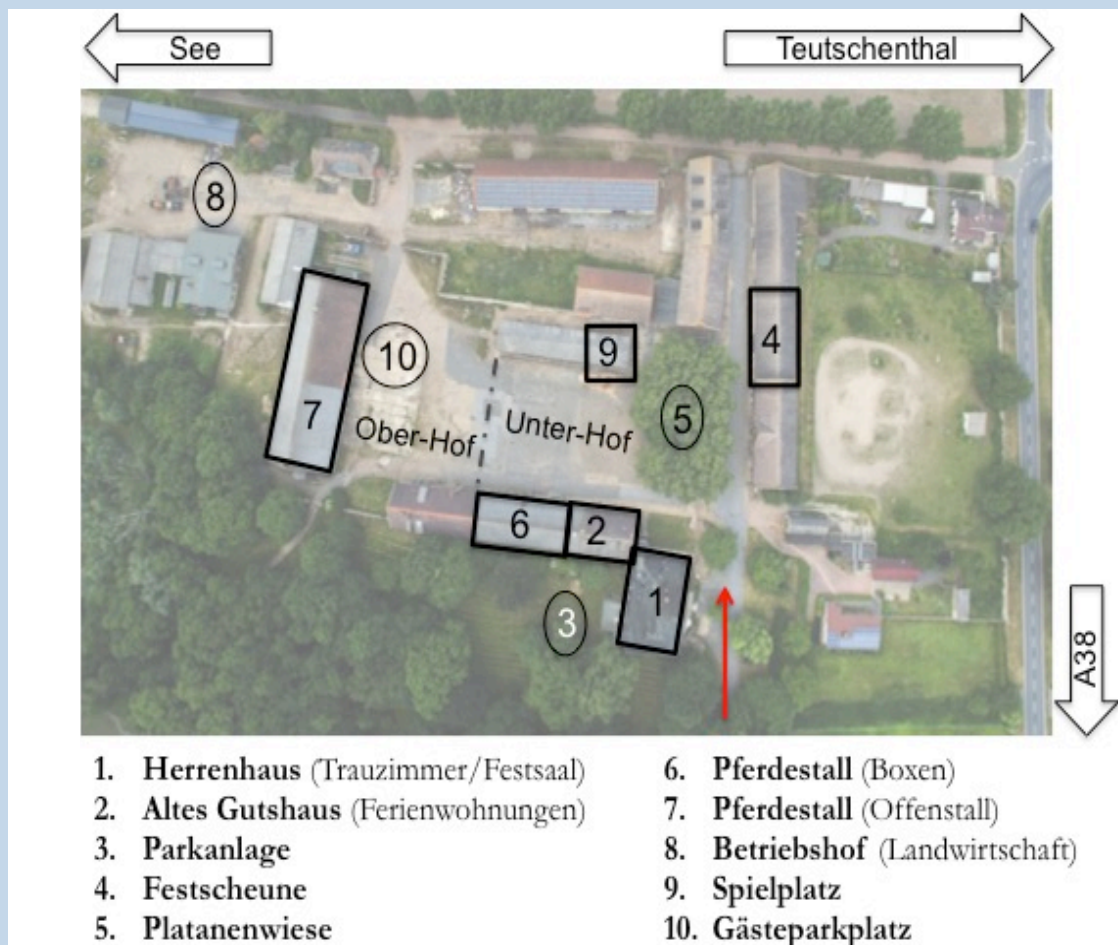 See
Teutschenthal
8
10
9
4
7
Ober-Hof
Unter-Hof
5
6
2
3
1
A38
1. Herrenhaus (Trauzimmer/Festsaal)
2. Altes Gutshaus (Ferienwohnungen)
3. Parkanlage
4. Festscheune
5. Platanenwiese
6. Pferdestall (Boxen)
7. Pferdestall (Offenstall)
8. Betriebshof (Landwirtschaft)
9. Spielplatz
10. Gästeparkplatz